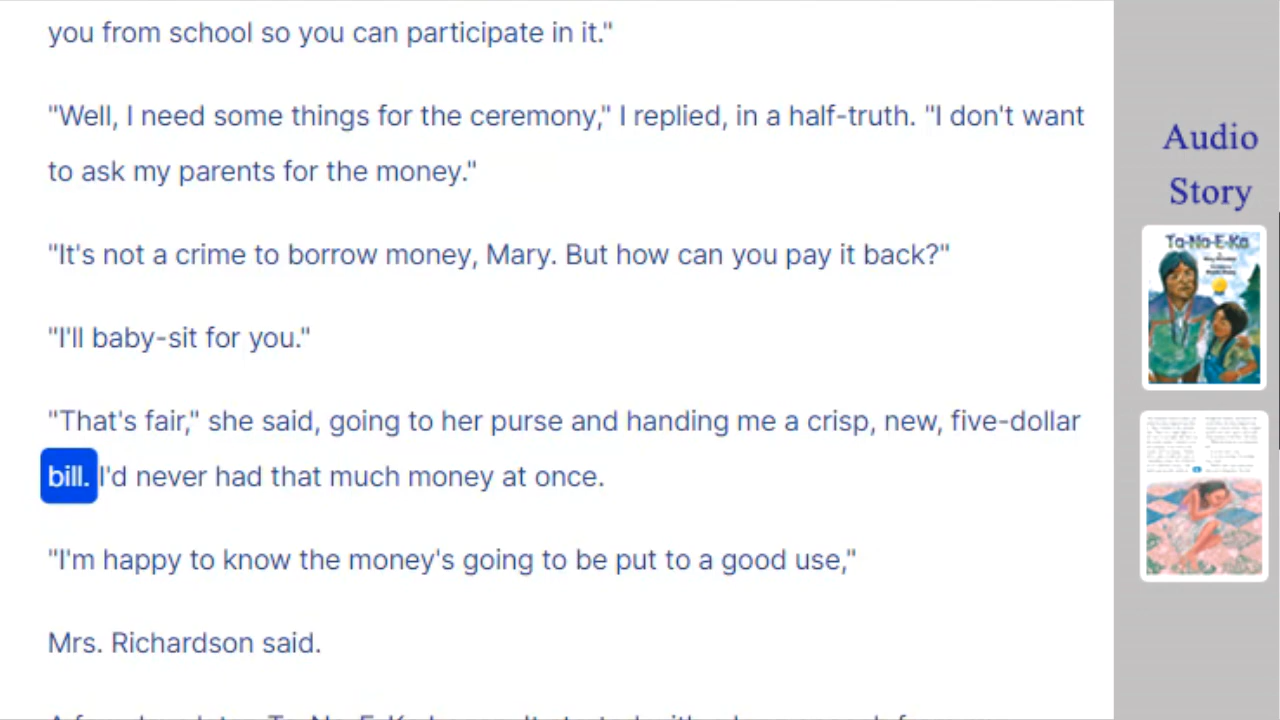 you from school so you can participate in it."
"Well, I need some things for the ceremony," I replied, in a half-truth. "I don't want
to ask my parents for the money."
"It's not a crime to borrow money, Mary. But how can you pay it back?"
"I'll baby-sit for you."
"That's fair," she said, going to her purse and handing me a crisp, new, five-dollar
bill. I'd never had that much money at once.
"I'm happy to know the money's going to be put to a good use,"
Mrs. Richardson said.
Audio
Story
Ta-Na-E-Ka